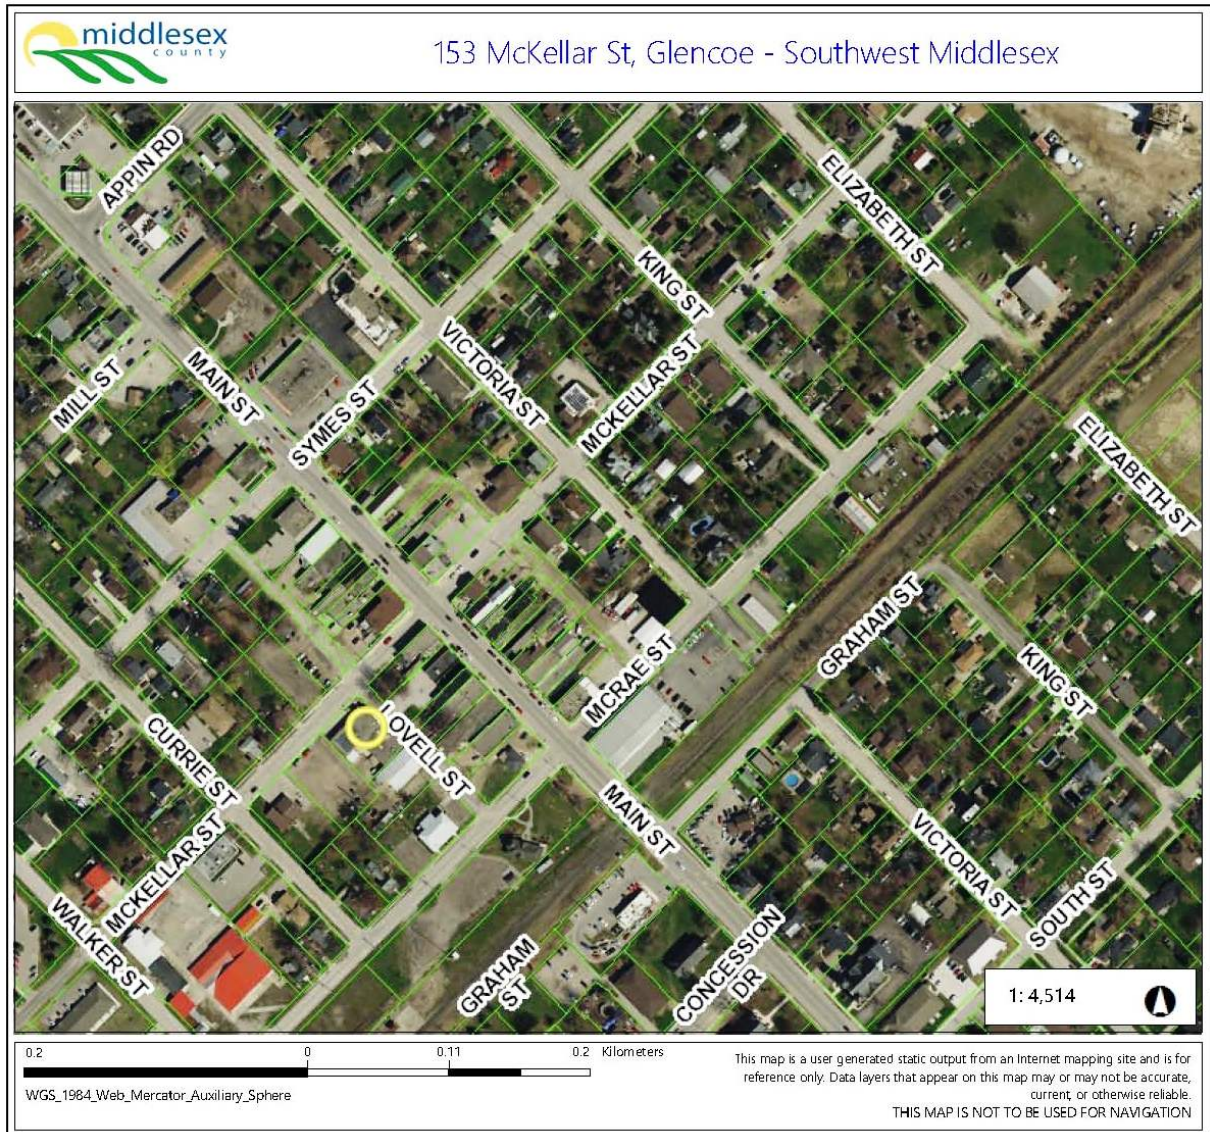 middlesex
county
153 McKellar St, Glencoe - Southwest Middlesex
APPIN RD
ELIZABETH ST
KING ST
MILL ST
MAIN ST
VICTORIA ST
MCKELLAR ST
SYMES ST
ELIZABETH ST
GRAHAM ST
KING ST
MCRAE ST
LOVELL ST
CURRIE ST
MAIN ST
MCKELLAR ST
VICTORIA ST
SOUTH ST
WALKER ST
GRAHAM
ST
CONCESSION
DR
1: 4,514
0.2 0 0.11 0.2 Kilometers
WGS_1984_Web_Mercator_Auxiliary_Sphere
This map is a user generated static output from an Internet mapping site and is for
reference only. Data layers that appear on this map may or may not be accurate,
current, or otherwise reliable.
THIS MAP IS NOT TO BE USED FOR NAVIGATION